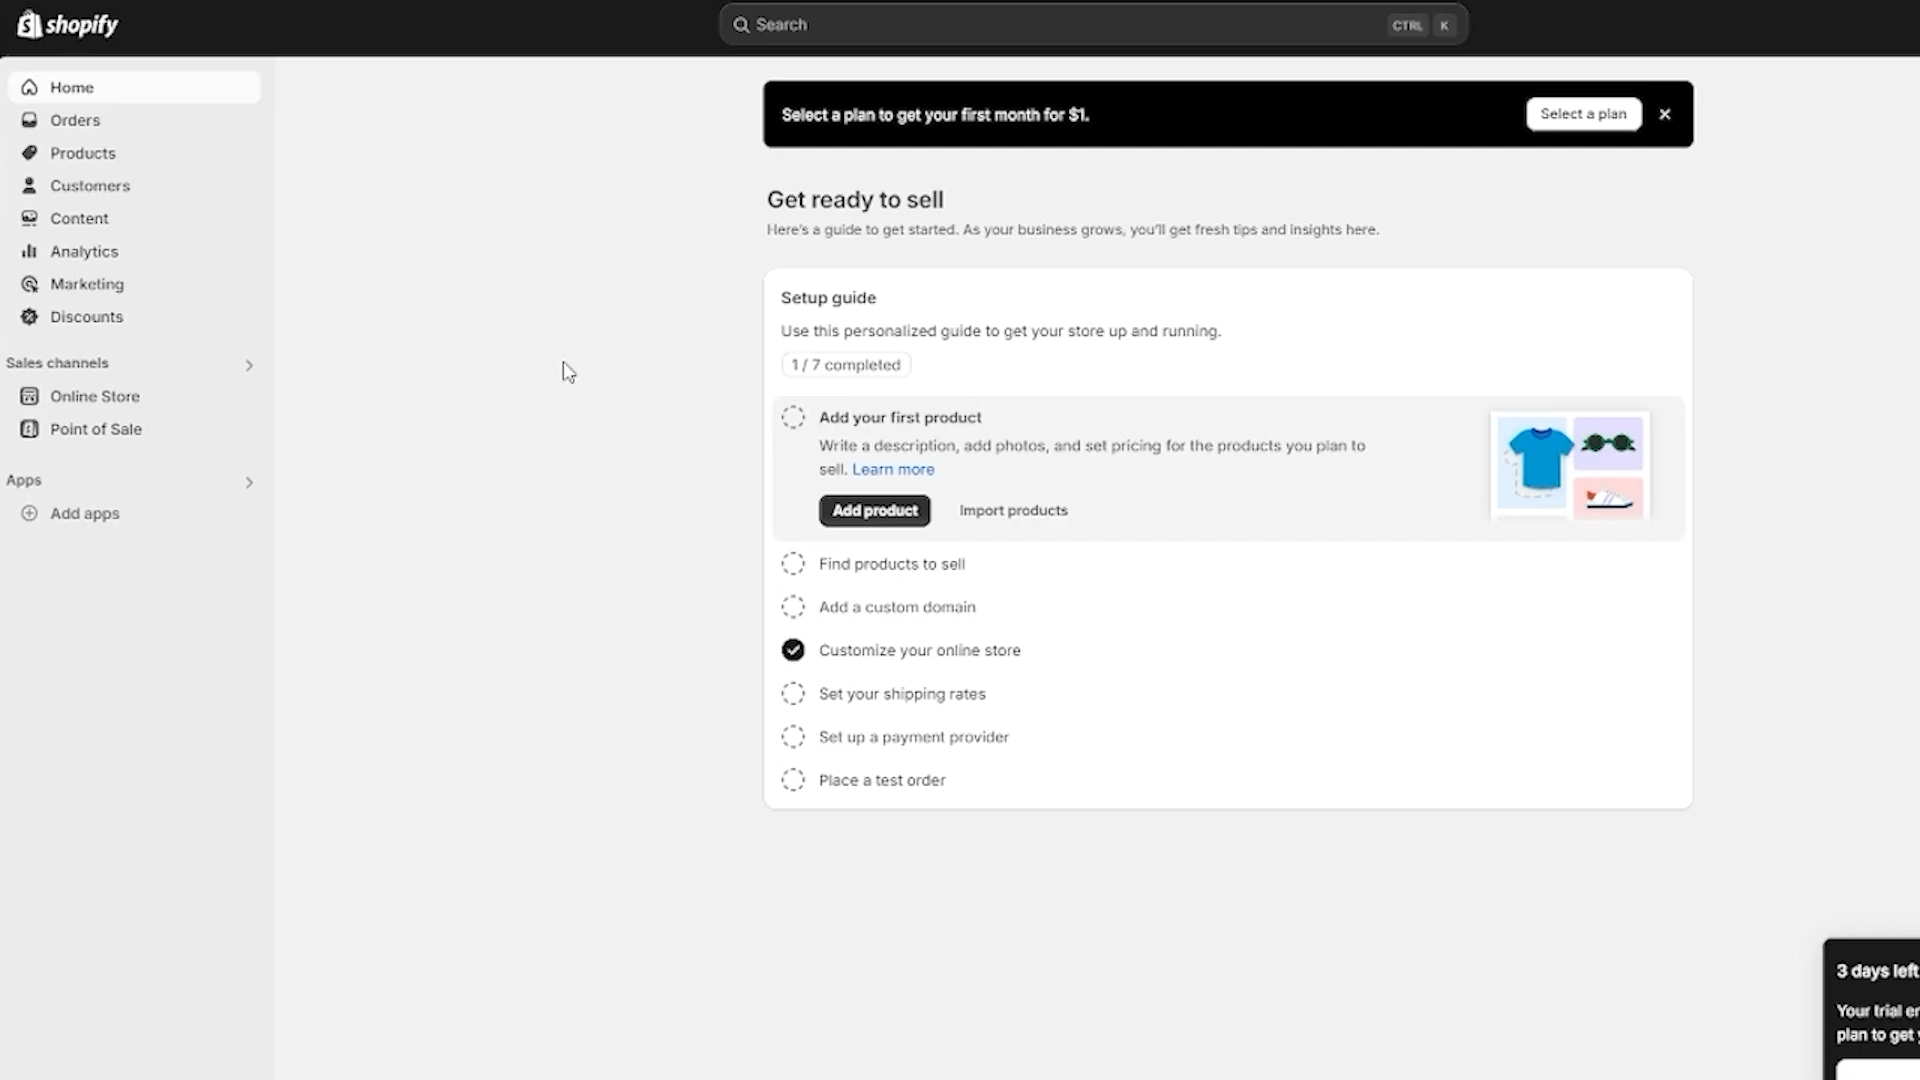 shopify
Search
CTRL K
Home
Orders
Products
Customers
Content
Analytics
Marketing
Discounts
Sales channels
Online Store
Point of Sale
Apps
Add apps
Select a plan to get your first month for $1.
Select a plan
Get ready to sell
Here's a guide to get started. As your business grows, you'll get fresh tips and insights here.
Setup guide
Use this personalized guide to get your store up and running.
1 / 7 completed
Add your first product
Write a description, add photos, and set pricing for the products you plan to
sell. Learn more
Add product
Import products
Find products to sell
Add a custom domain
Customize your online store
Set your shipping rates
Set up a payment provider
Place a test order
3 days left
Your trial
plan to get